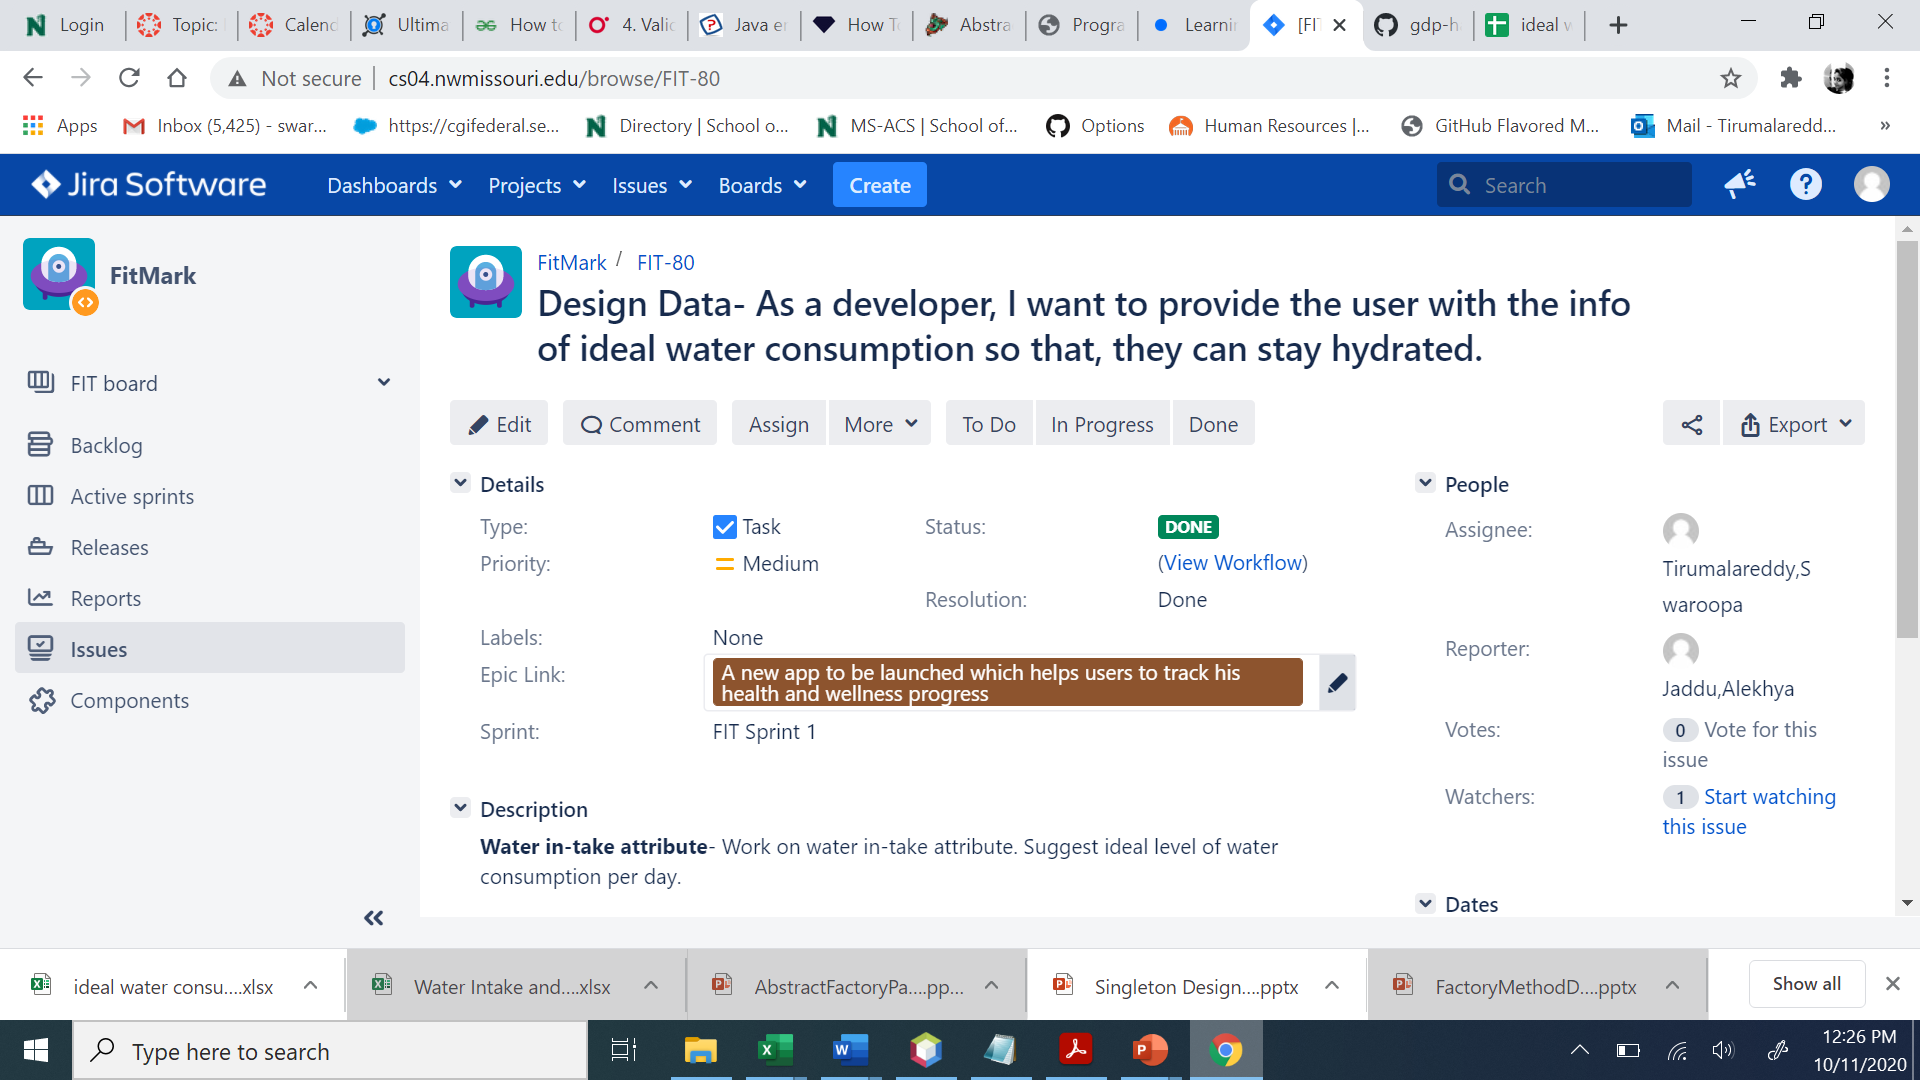 Login
Topic:
Calend
Ultima
How to
4. Valid
Java e
How T
Abstra
Progra
Learni
[FIT
gdp-h
ideal w
Not secure
cs04.nwmissouri.edu/browse/FIT-80
Apps
Inbox (5,425) - swar...
https://cgifederal.se...
Directory | School o...
MS-ACS | School of...
Options
Human Resources |...
GitHub Flavored M...
Mail - Tirumalaredd...
»
Jira Software
Dashboards
Projects
Issues
Boards
Create
Search
FitMark
FIT board
Backlog
Active sprints
Releases
Reports
Issues
Components
FitMark / FIT-80
Design Data- As a developer, I want to provide the user with the info
of ideal water consumption so that, they can stay hydrated.
Edit
Comment
Assign
More
To Do
In Progress
Done
Export
Details
Type: Task
Status: DONE
Priority: Medium
(View Workflow)
Resolution: Done
Labels: None
Epic Link: A new app to be launched which helps users to track his
health and wellness progress
Sprint: FIT Sprint 1
Description
Water in-take attribute- Work on water in-take attribute. Suggest ideal level of water
consumption per day.
People
Assignee:
Tirumalareddy,S
waroopa
Reporter:
Jaddu,Alekhya
Votes: 0 Vote for this
issue
Watchers: 1 Start watching
this issue
Dates
ideal water consu....xlsx
Water Intake and....xlsx
AbstractFactoryPa....pp...
Singleton Design....pptx
FactoryMethodD....pptx
Show all
Type here to search
12:26 PM
10/11/2020